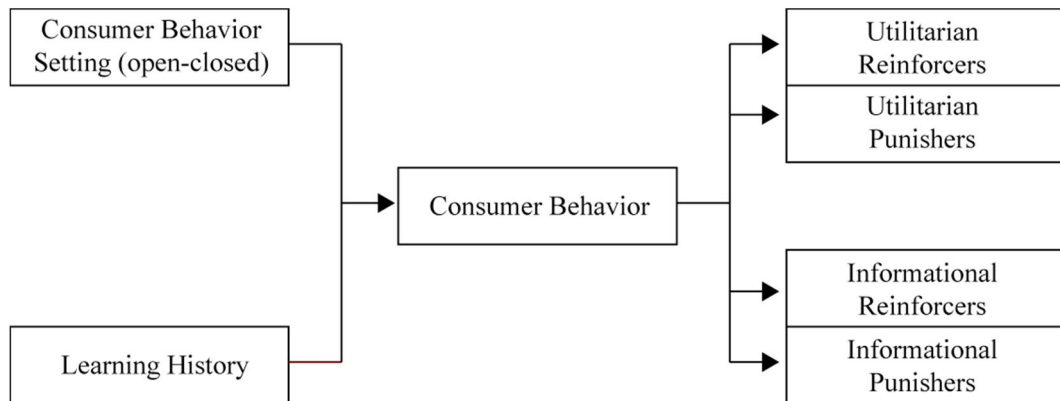 Consumer Behavior
Setting (open-closed)
Learning History
Consumer Behavior
Utilitarian
Reinforcers
Utilitarian
Punishers
Informational
Reinforcers
Informational
Punishers